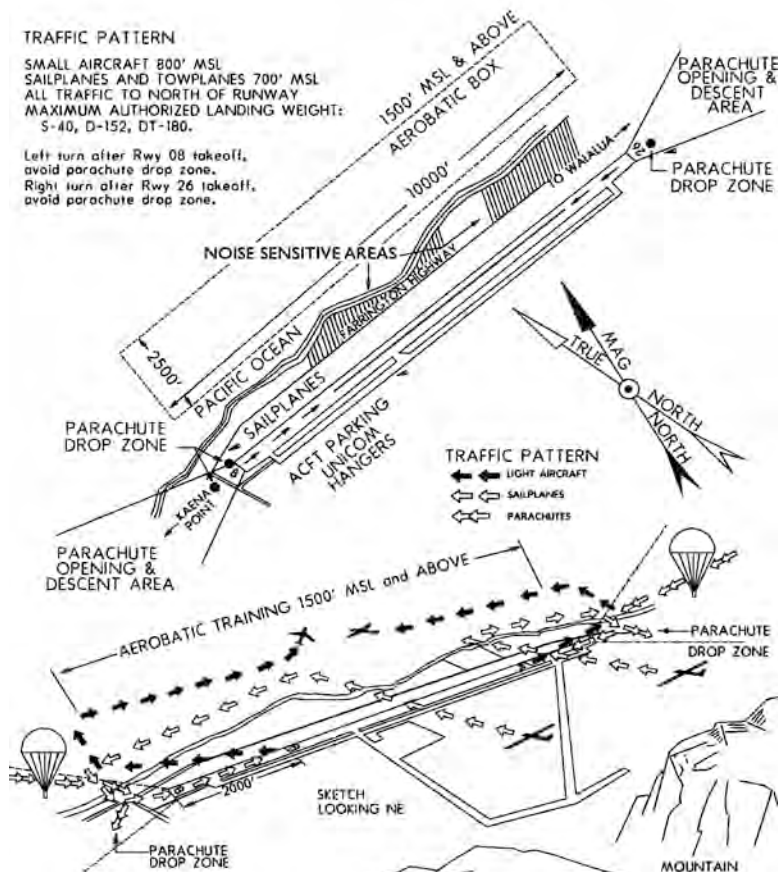 TRAFFIC PATTERN
SMALL AIRCRAFT 800' MSL
SAILPLANES AND TOWPLANES 700' MSL
ALL TRAFFIC TO NORTH OF RUNWAY
MAXIMUM AUTHORIZED LANDING WEIGHT:
S-40, D-152, DT-180.
Left turn after Rwy 08 takeoff,
avoid parachute drop zone.
Right turn after Rwy 26 takeoff,
avoid parachute drop zone.
1500' MSL & ABOVE
AEROBATIC BOX
10000'
2500'
PARACHUTE
OPENING &
DESCENT
AREA
26
PARACHUTE
DROP ZONE
TO WAIALUA
NOISE SENSITIVE AREAS
FARRINGTON HIGHWAY
PACIFIC OCEAN
SAILPLANES
PARACHUTE
DROP ZONE
8
KAENA
POINT
ACFT PARKING
UNICOM
HANGERS
TRUE
MAG
NORTH
NORTH
PARACHUTE
OPENING &
DESCENT AREA
TRAFFIC PATTERN
LIGHT AIRCRAFT
SAILPLANES
PARACHUTES
AEROBATIC TRAINING 1500' MSL and ABOVE
PARACHUTE
DROP ZONE
2000'
SKETCH
LOOKING NE
PARACHUTE
DROP ZONE
MOUNTAIN